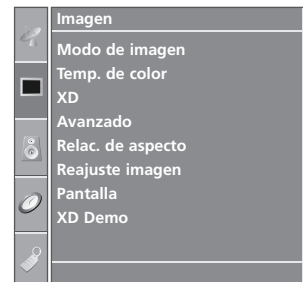 Imagen
Modo de imagen
Temp. de color
XD
Avanzado
Relac. de aspecto
Reajuste imagen
Pantalla
XD Demo